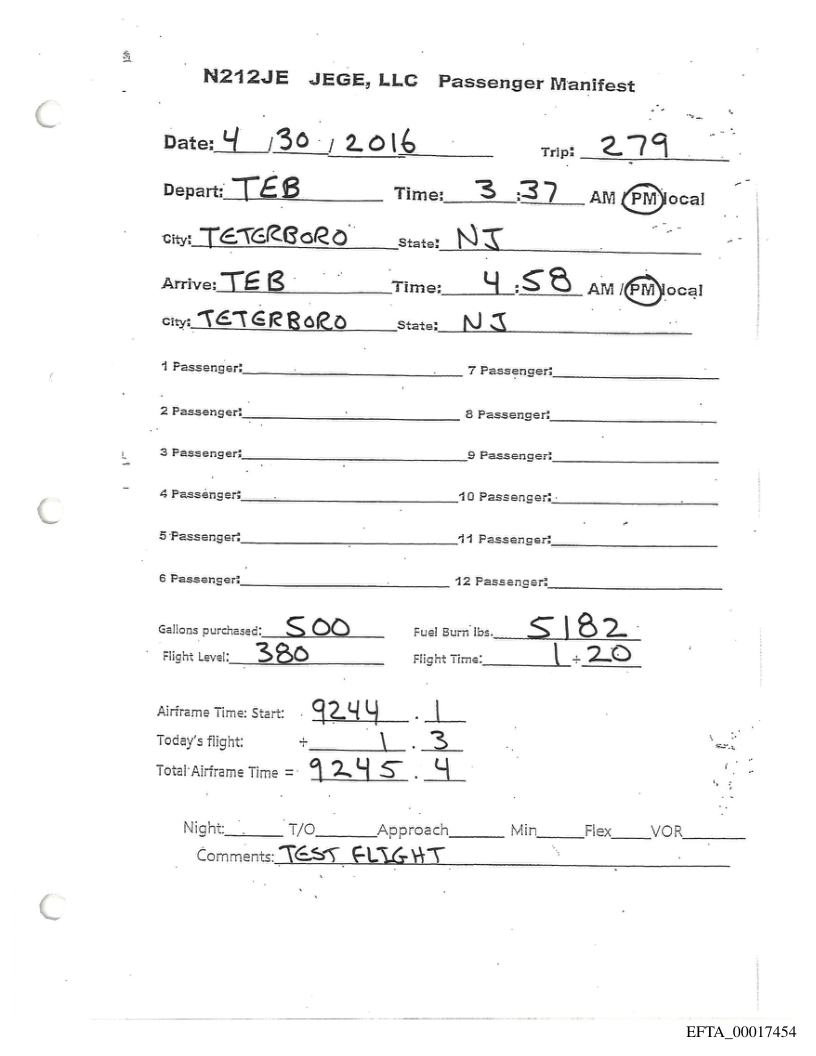 N212JE JEGE, LLC Passenger Manifest
Date: 4 / 30 / 2016 Trip: 279
Depart: TEB Time: 3 : 37 AM / PM local
City: TETERBORO State: NJ
Arrive: TEB Time: 4 : 58 AM / PM local
City: TETERBORO State: NJ
1 Passenger: 7 Passenger:
2 Passenger: 8 Passenger:
3 Passenger: 9 Passenger:
4 Passenger: 10 Passenger:
5 Passenger: 11 Passenger:
6 Passenger: 12 Passenger:
Gallons purchased: 500 Fuel Burn lbs. 5182
Flight Level: 380 Flight Time: 1 + 20
Airframe Time: Start: 9244 . 1
Today's flight: + 1 . 3
Total Airframe Time = 9245 . 4
Night: T/O Approach Min Flex VOR
Comments: TEST FLIGHT
EFTA_00017454